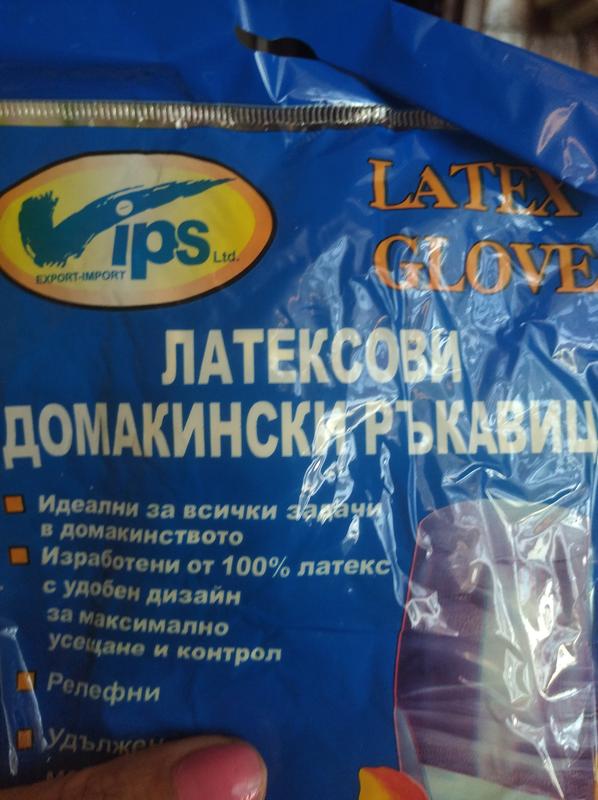 Vips Ltd.
EXPORT-IMPORT
LATEX
GLOVE
ЛАТЕКСОВИ
ДОМАКИНСКИ РЪКАВИЦ
Идеални за всички задачи
в домакинството
Изработени от 100% латекс
с удобен дизайн
за максимално
усещане и контрол
Релефни